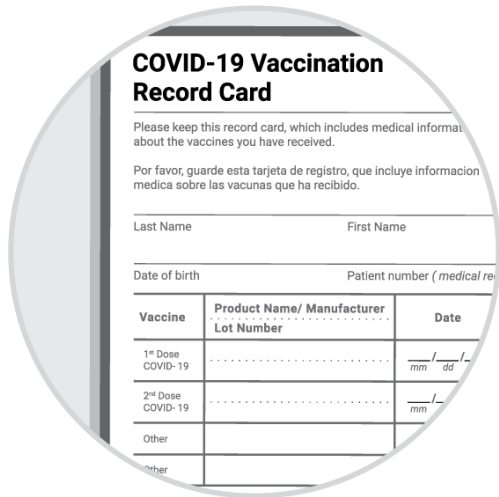 COVID-19 Vaccination
Record Card
Please keep this record card, which includes medical informat
about the vaccines you have received.
Por favor, guarde esta tarjeta de registro, que incluye informacion
medica sobre las vacunas que ha recibido.
Last Name First Name
Date of birth Patient number ( medical re
Vaccine Product Name/ Manufacturer Date
Lot Number
1st Dose
COVID- 19 mm / dd /
2nd Dose
COVID- 19 mm /
Other
Other